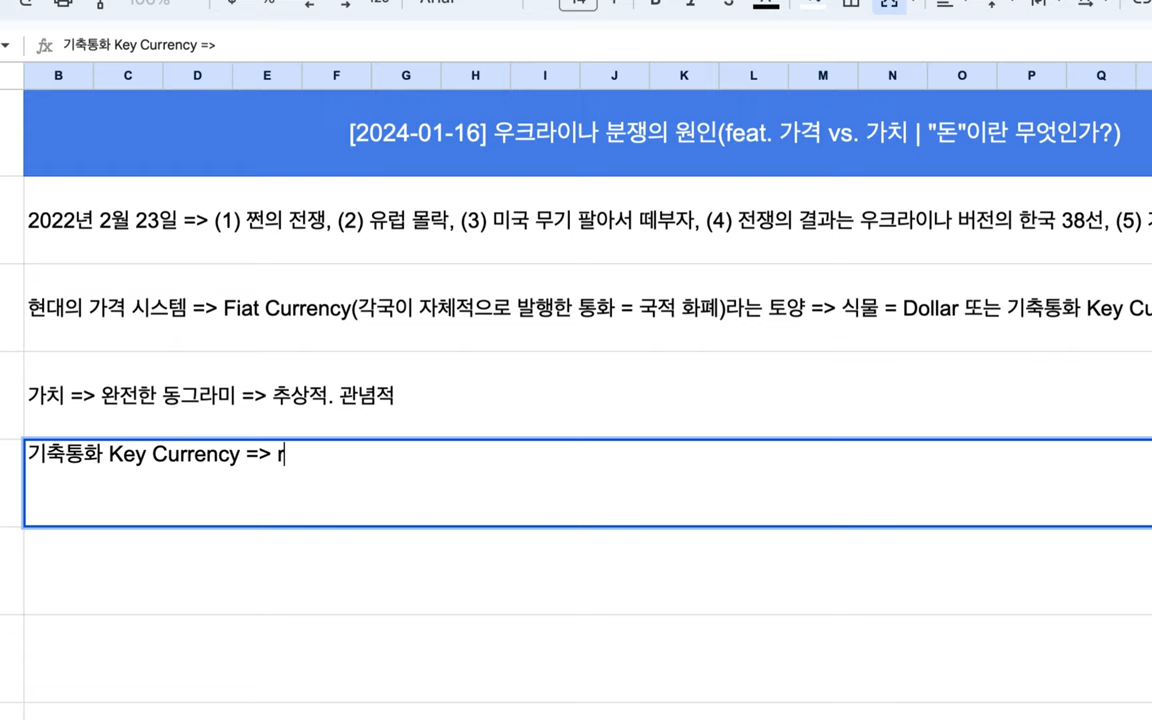 fx 기축통화 Key Currency =>
B C D E F G H I J K L M N O P Q
[2024-01-16] 우크라이나 분쟁의 원인(feat. 가격 vs. 가치 | "돈"이란 무엇인가?)
2022년 2월 23일 => (1) 쩐의 전쟁, (2) 유럽 몰락, (3) 미국 무기 팔아서 떼부자, (4) 전쟁의 결과는 우크라이나 버전의 한국 38선, (5)
현대의 가격 시스템 => Fiat Currency(각국이 자체적으로 발행한 통화 = 국적 화폐)라는 토양 => 식물 = Dollar 또는 기축통화 Key Cu
가치 => 완전한 동그라미 => 추상적. 관념적
기축통화 Key Currency => r